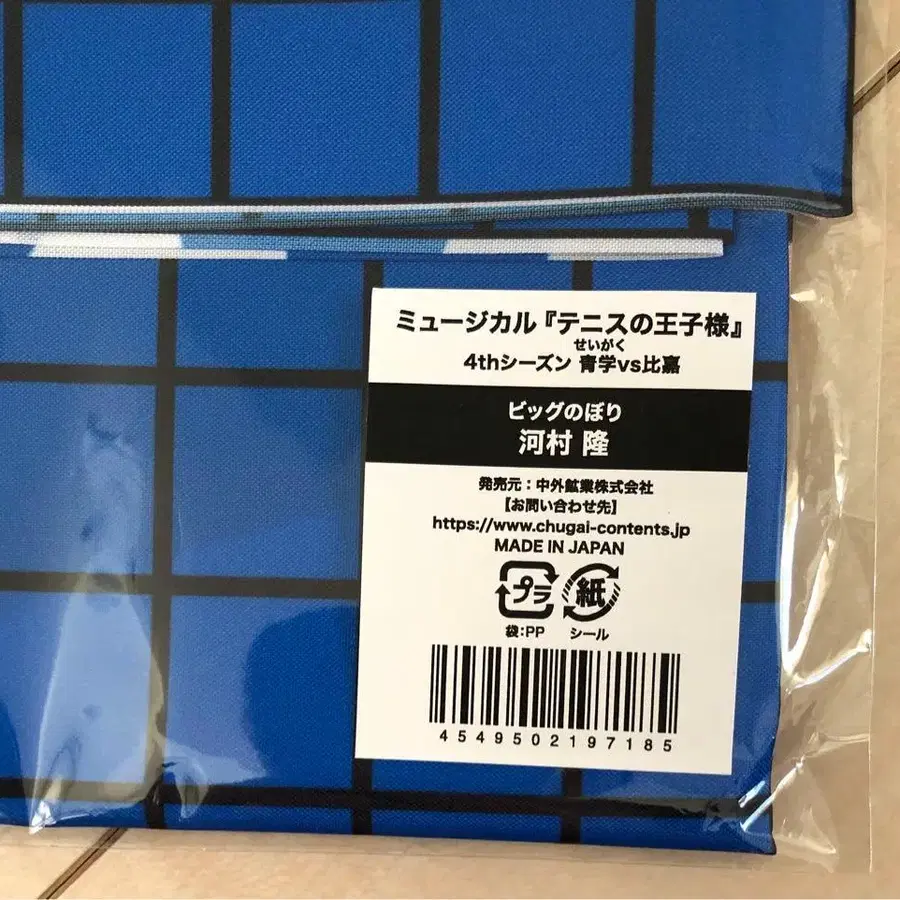 ミュージカル『テニスの王子様』
せいがく
4thシーズン 青学vs比嘉
ビッグのぼり
河村 隆
発売元：中外鉱業株式会社
【お問い合わせ先】
https://www.chugai-contents.jp
MADE IN JAPAN
プラ 紙
袋:PP シール
4549502197185